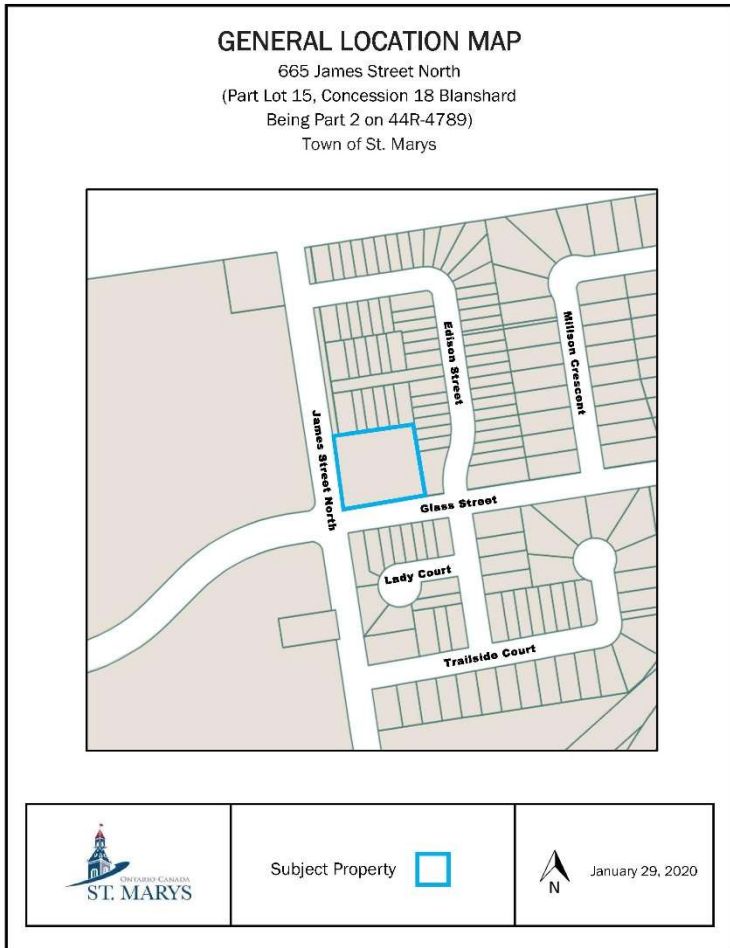 GENERAL LOCATION MAP
665 James Street North
(Part Lot 15, Concession 18 Blanshard
Being Part 2 on 44R-4789)
Town of St. Marys
Edison Street
Millson Crescent
James Street North
Glass Street
Lady Court
Trailside Court
ONTARIO CANADA
ST. MARYS
Subject Property
N
January 29, 2020